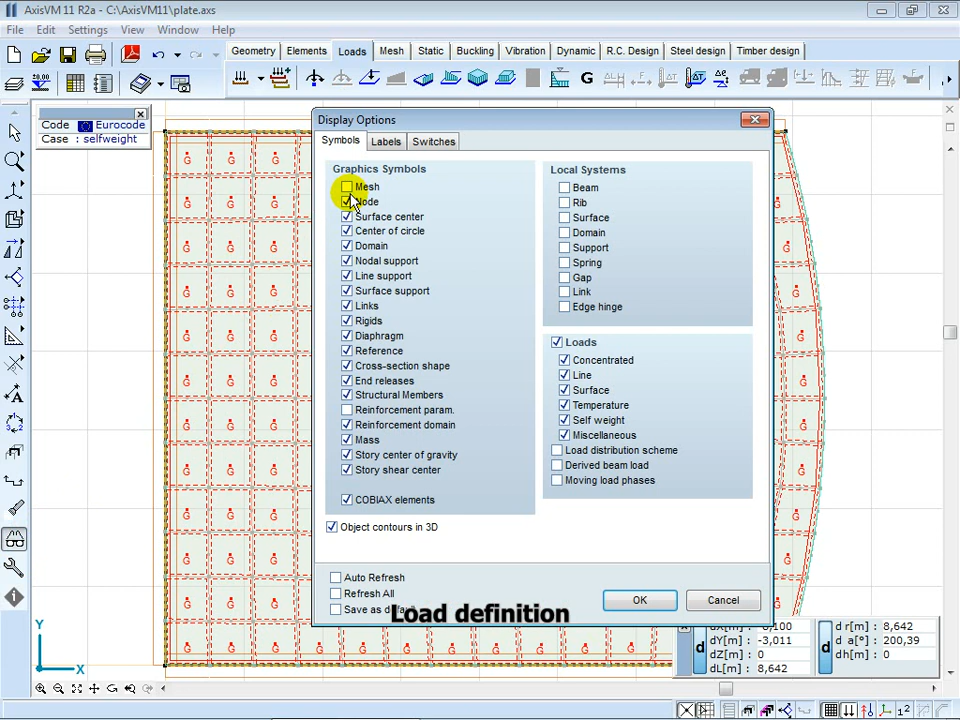 AxisVM 11 R2a - C:\AxisVM11\plate.axs
File Edit Settings View Window Help
Geometry Elements Loads Mesh Static Buckling Vibration Dynamic R.C. Design Steel design Timber design
Code Eurocode
Case : selfweight
Display Options
Symbols Labels Switches
Graphics Symbols
Mesh
Node
Surface center
Center of circle
Domain
Nodal support
Line support
Surface support
Links
Rigids
Diaphragm
Reference
Cross-section shape
End releases
Structural Members
Reinforcement param.
Reinforcement domain
Mass
Story center of gravity
Story shear center
COBIAX elements
Object contours in 3D
Local Systems
Beam
Rib
Surface
Domain
Support
Spring
Gap
Link
Edge hinge
Loads
Concentrated
Line
Surface
Temperature
Self weight
Miscellaneous
Load distribution scheme
Derived beam load
Moving load phases
Auto Refresh
Refresh All
OK Cancel
Load definition
d
dY[m]: -3,011
dZ[m]: 0
dL[m]: 8,642
d
d r[m]: 8,642
d a[°]: 200,39
dh[m]: 0
Y
X